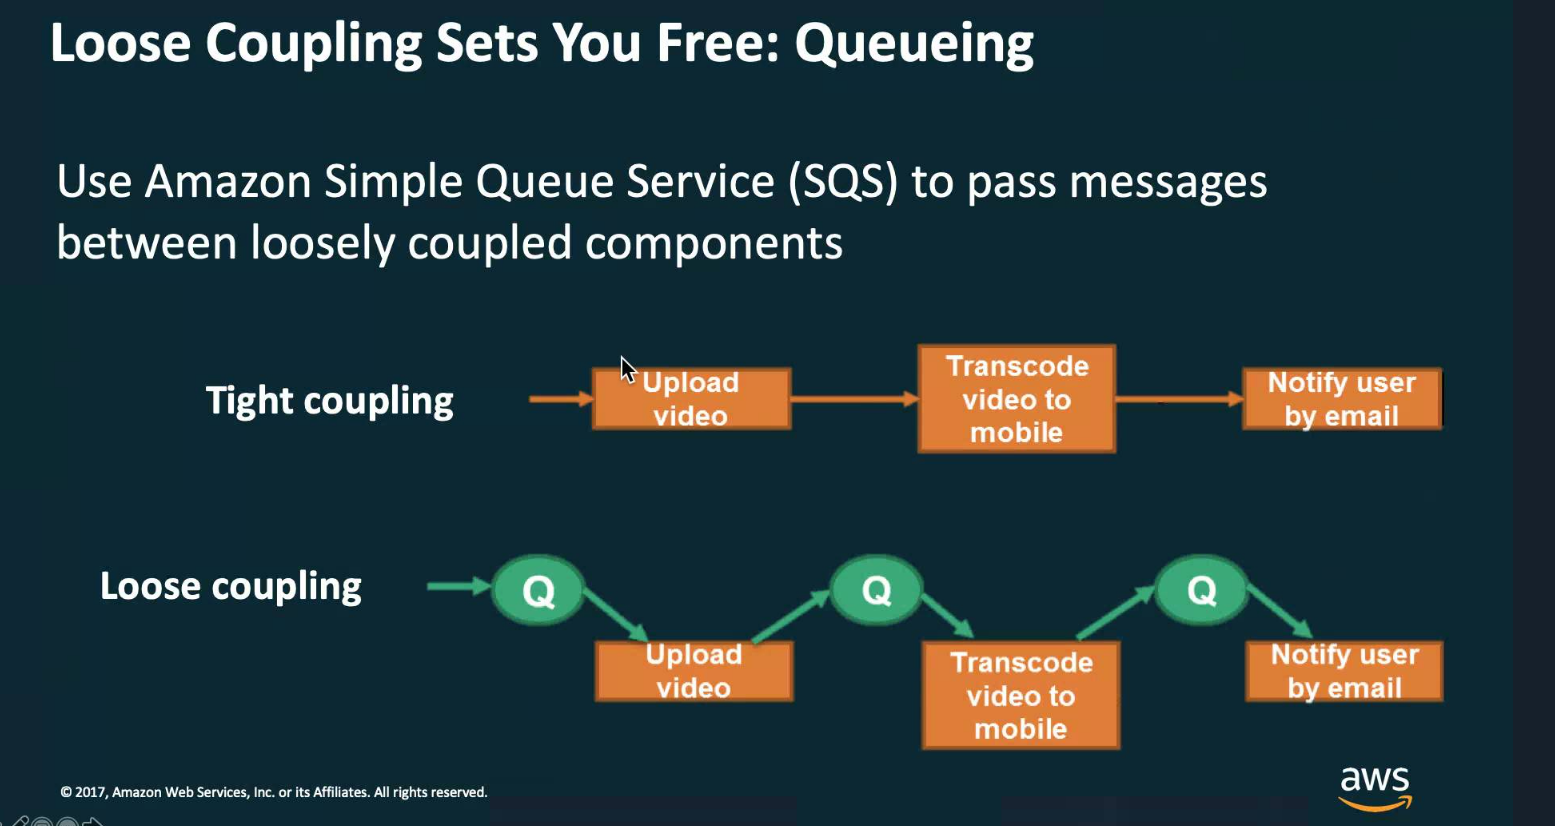 Loose Coupling Sets You Free: Queueing
Use Amazon Simple Queue Service (SQS) to pass messages
between loosely coupled components
Tight coupling
Upload
video
Transcode
video to
mobile
Notify user
by email
Loose coupling
Q
Q
Q
Upload
video
Transcode
video to
mobile
Notify user
by email
© 2017, Amazon Web Services, Inc. or its Affiliates. All rights reserved.
aws